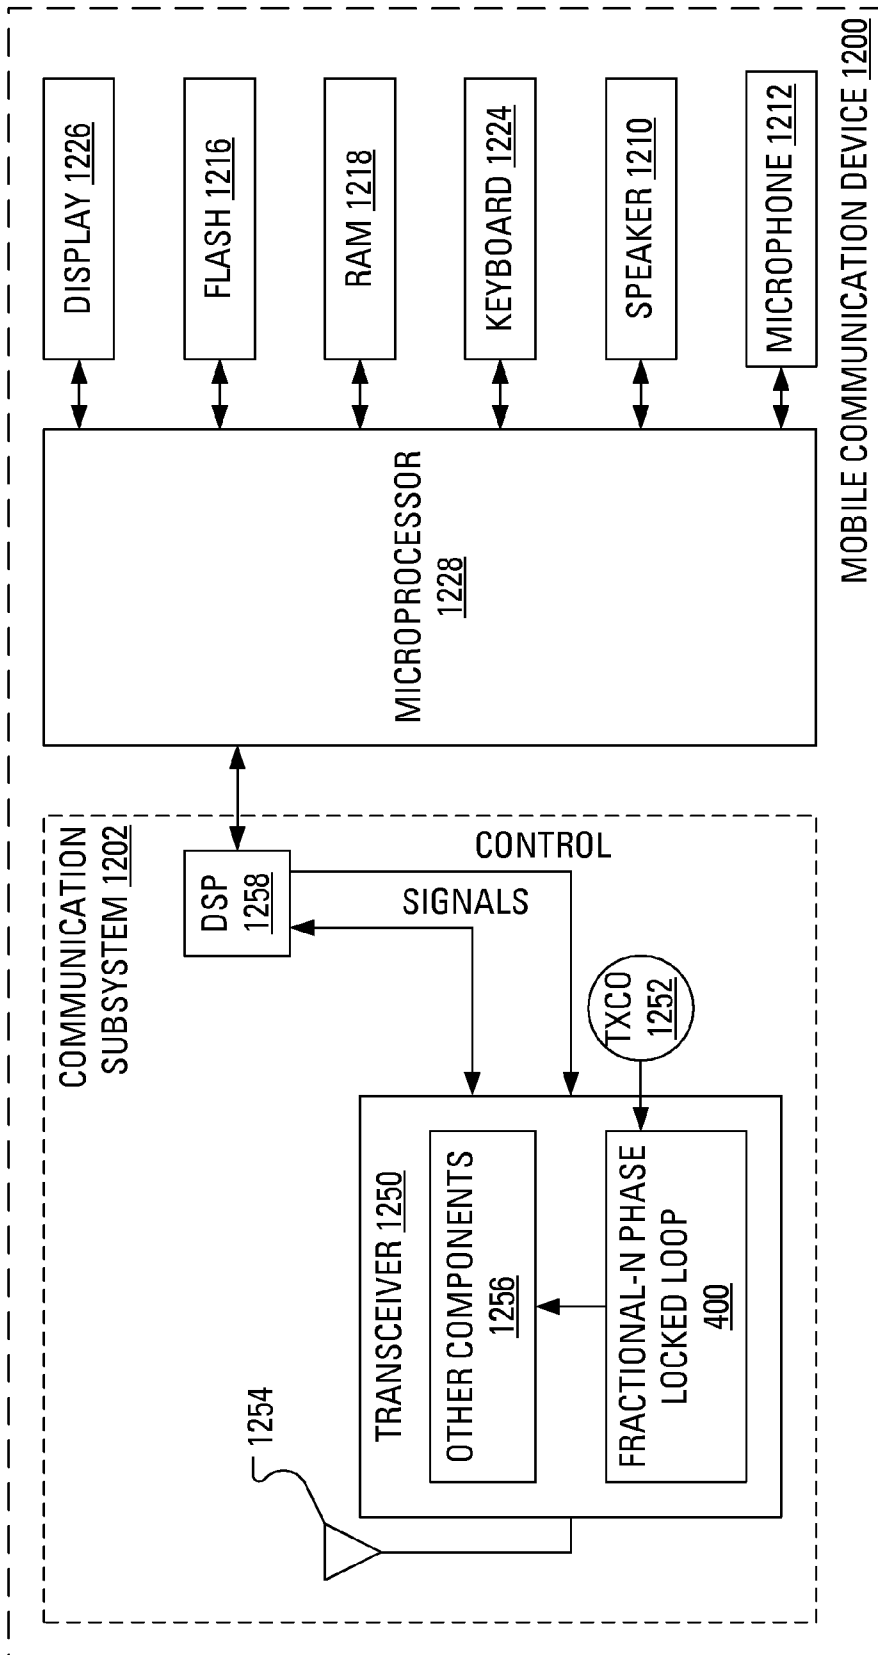 COMMUNICATION
SUBSYSTEM 1202
1254
TRANSCEIVER 1250
OTHER COMPONENTS
1256
FRACTIONAL-N PHASE
LOCKED LOOP
400
DSP
1258
SIGNALS
CONTROL
TXCO
1252
MICROPROCESSOR
1228
DISPLAY 1226
FLASH 1216
RAM 1218
KEYBOARD 1224
SPEAKER 1210
MICROPHONE 1212
MOBILE COMMUNICATION DEVICE 1200